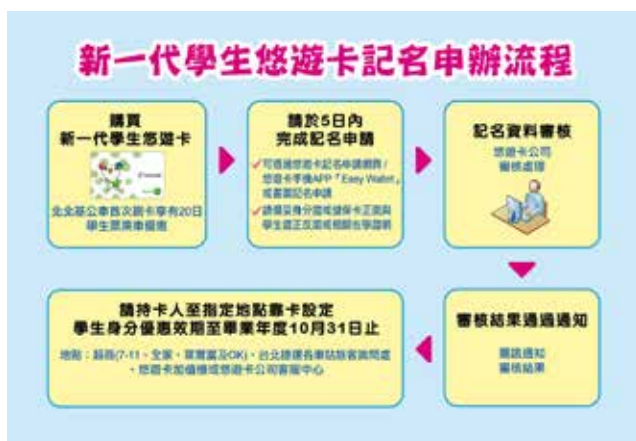 新一代學生悠遊卡記名申辦流程
購買
新一代學生悠遊卡
北北基公車首次刷卡享有20日
學生票乘車優惠
請於5日內
完成記名申請
可透過悠遊卡記名申請網頁/
悠遊卡手機APP「Easy Wallet」
或書面記名申請
請備妥身分證或健保卡正面與
學生證正反面或相關在學證明
記名資料審核
悠遊卡公司
審核處理
審核結果通過通知
簡訊通知
審核結果
請持卡人至指定地點靠卡設定
學生身分優惠效期至畢業年度10月31日止
地點：超商(7-11、全家、萊爾富及OK)、台北捷運各車站旅客詢問處
、悠遊卡加值機或悠遊卡公司客服中心